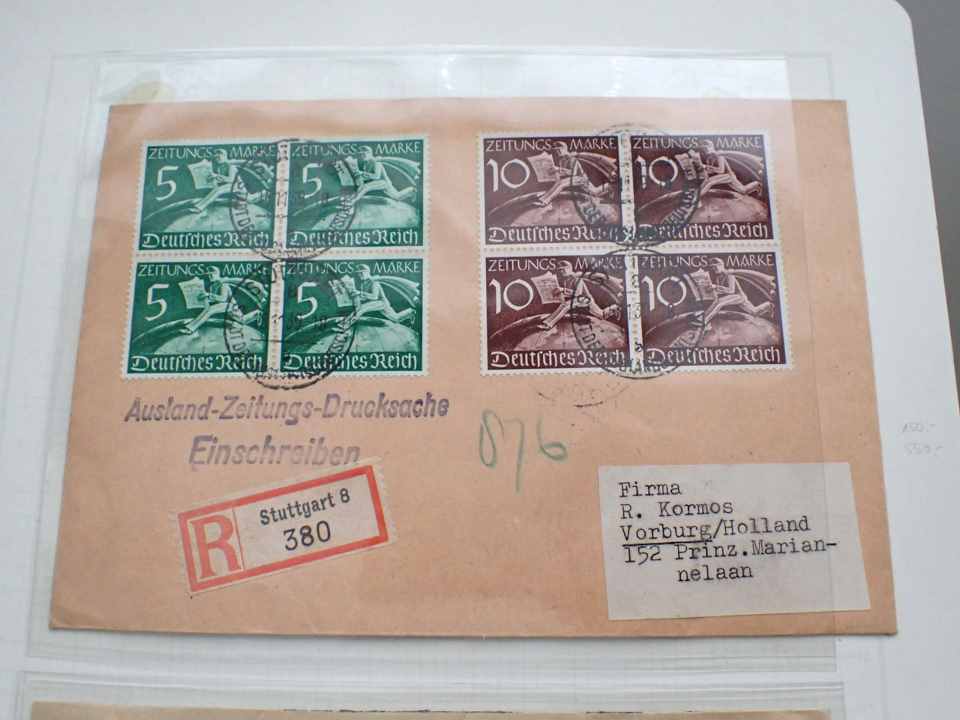 ZEITUNGS MARKE
5
Deutsches Reich
ZEITUNGS MARKE
5
Deutsches Reich
ZEITUNGS MARKE
10
Deutsches Reich
ZEITUNGS MARKE
10
Deutsches Reich
ZEITUNGS MARKE
5
Deutsches Reich
ZEITUNGS MARKE
5
Deutsches Reich
ZEITUNGS MARKE
10
Deutsches Reich
ZEITUNGS MARKE
10
Deutsches Reich
Ausland-Zeitungs-Drucksache
Einschreiben
876
R
Stuttgart 8
380
Firma
R. Kormos
Vorburg/Holland
152 Prinz.Marian-
nelaan
150.-
550.-